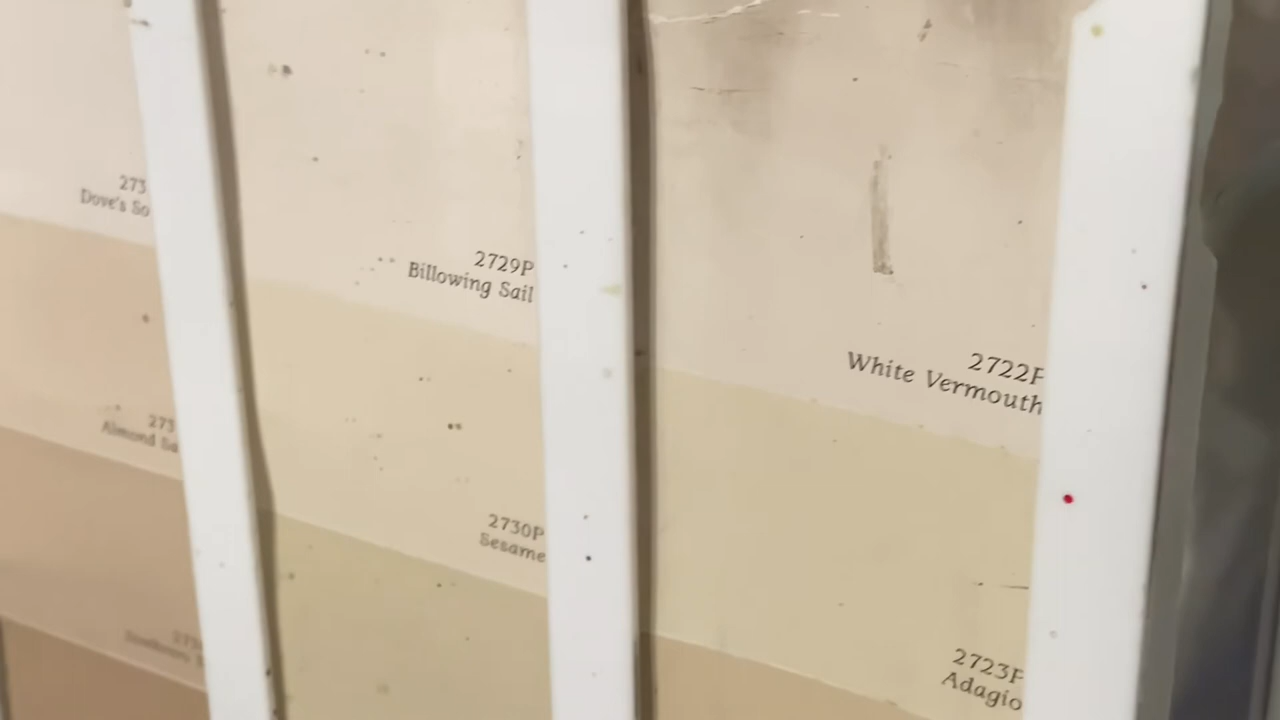 273
Dove's So
273
Almond Sa
2729P
Billowing Sail
2730P
Sesame
2722P
White Vermouth
2723P
Adagio